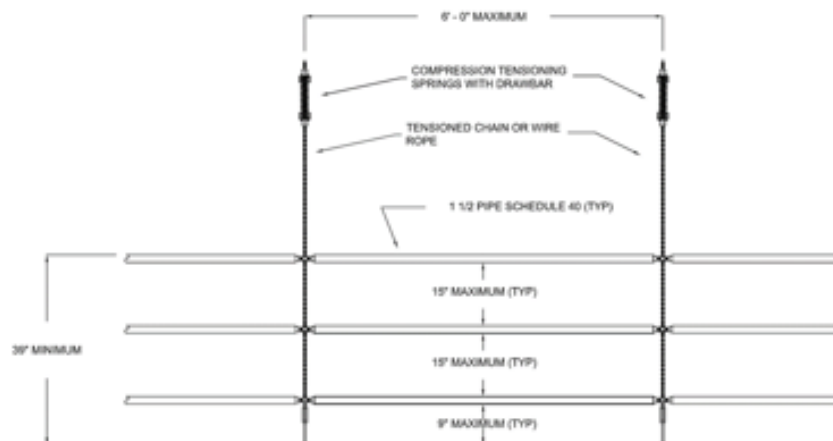 6' - 0" MAXIMUM
COMPRESSION TENSIONING
SPRINGS WITH DRAWBAR
TENSIONED CHAIN OR WIRE
ROPE
1 1/2 PIPE SCHEDULE 40 (TYP)
15" MAXIMUM (TYP)
39" MINIMUM
15" MAXIMUM (TYP)
9" MAXIMUM (TYP)